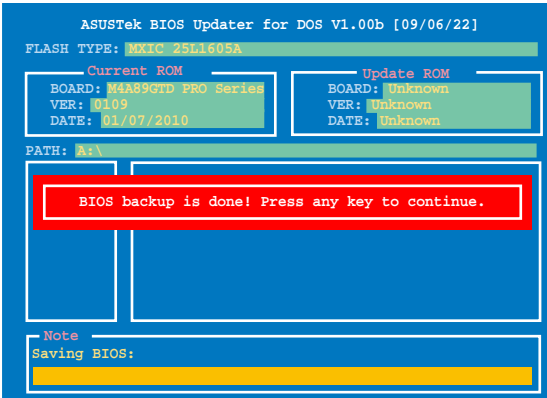 ASUSTek BIOS Updater for DOS V1.00b [09/06/22]
FLASH TYPE: MXIC 25L1605A
Current ROM
BOARD: M4A89GTD PRO Series
VER: 0109
DATE: 01/07/2010
Update ROM
BOARD: Unknown
VER: Unknown
DATE: Unknown
PATH: A:\
BIOS backup is done! Press any key to continue.
Note
Saving BIOS: